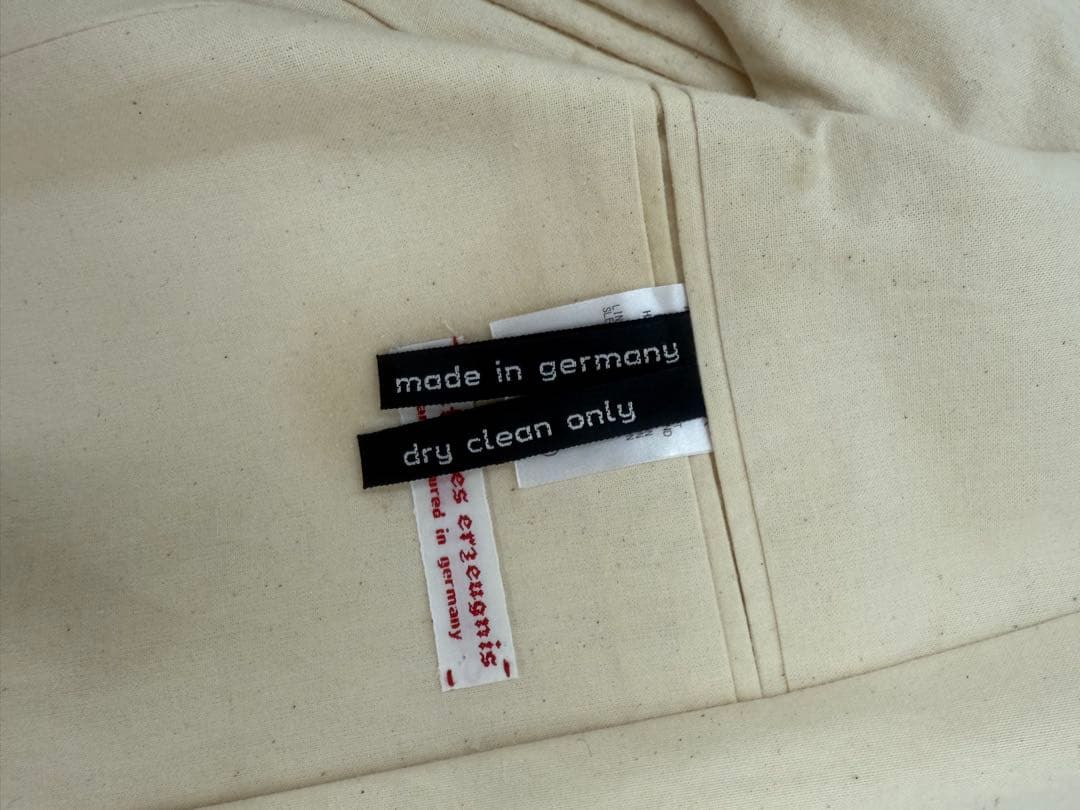 made in germany
dry clean only
es erzeugnis
ured in germany